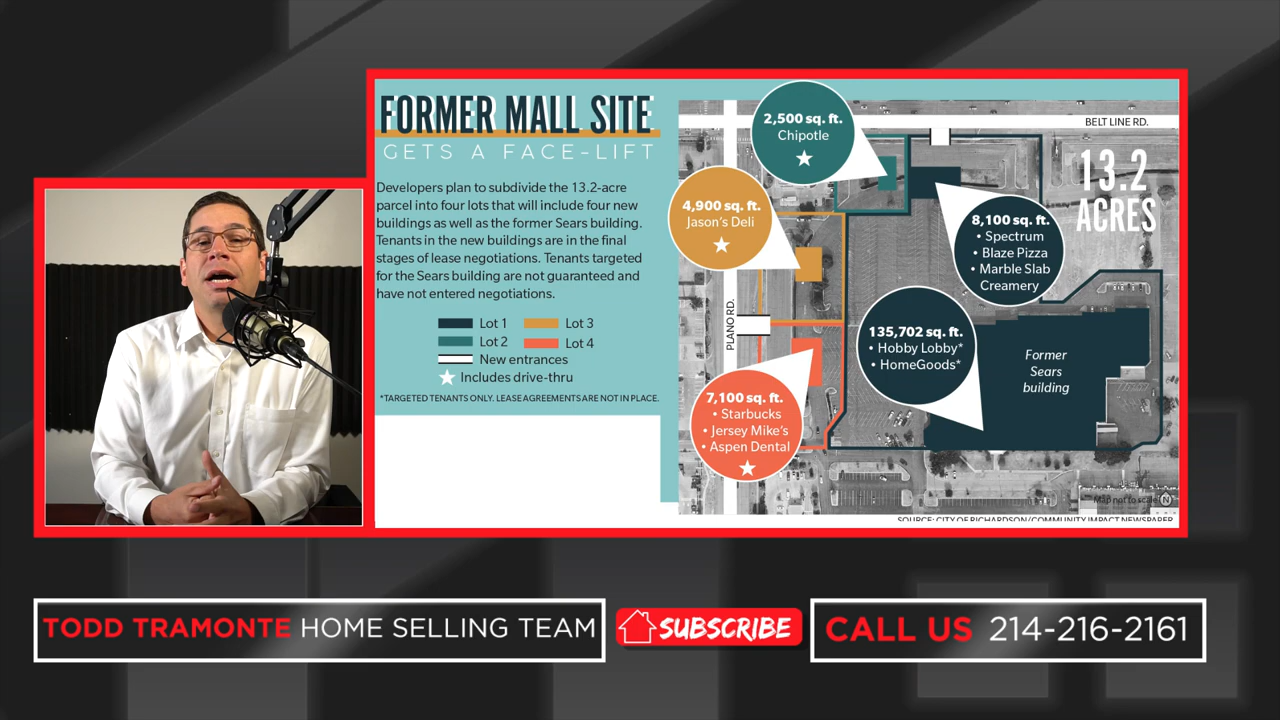 FORMER MALL SITE
GETS A FACE-LIFT
Developers plan to subdivide the 13.2-acre
parcel into four lots that will include four new
buildings as well as the former Sears building.
Tenants in the new buildings are in the final
stages of lease negotiations. Tenants targeted
for the Sears building are not guaranteed and
have not entered negotiations.
Lot 1
Lot 3
Lot 2
Lot 4
New entrances
Includes drive-thru
*TARGETED TENANTS ONLY. LEASE AGREEMENTS ARE NOT IN PLACE.
BELT LINE RD.
2,500 sq. ft.
Chipotle
13.2
ACRES
4,900 sq. ft.
Jason's Deli
8,100 sq. ft.
• Spectrum
• Blaze Pizza
• Marble Slab
Creamery
PLANO RD.
135,702 sq. ft.
• Hobby Lobby*
• HomeGoods*
Former
Sears
building
7,100 sq. ft.
• Starbucks
• Jersey Mike's
• Aspen Dental
Map not to scale
N
SOURCE: CITY OF RICHARDSON/COMMUNITY IMPACT NEWSPAPER
TODD TRAMONTE HOME SELLING TEAM
SUBSCRIBE
CALL US 214-216-2161